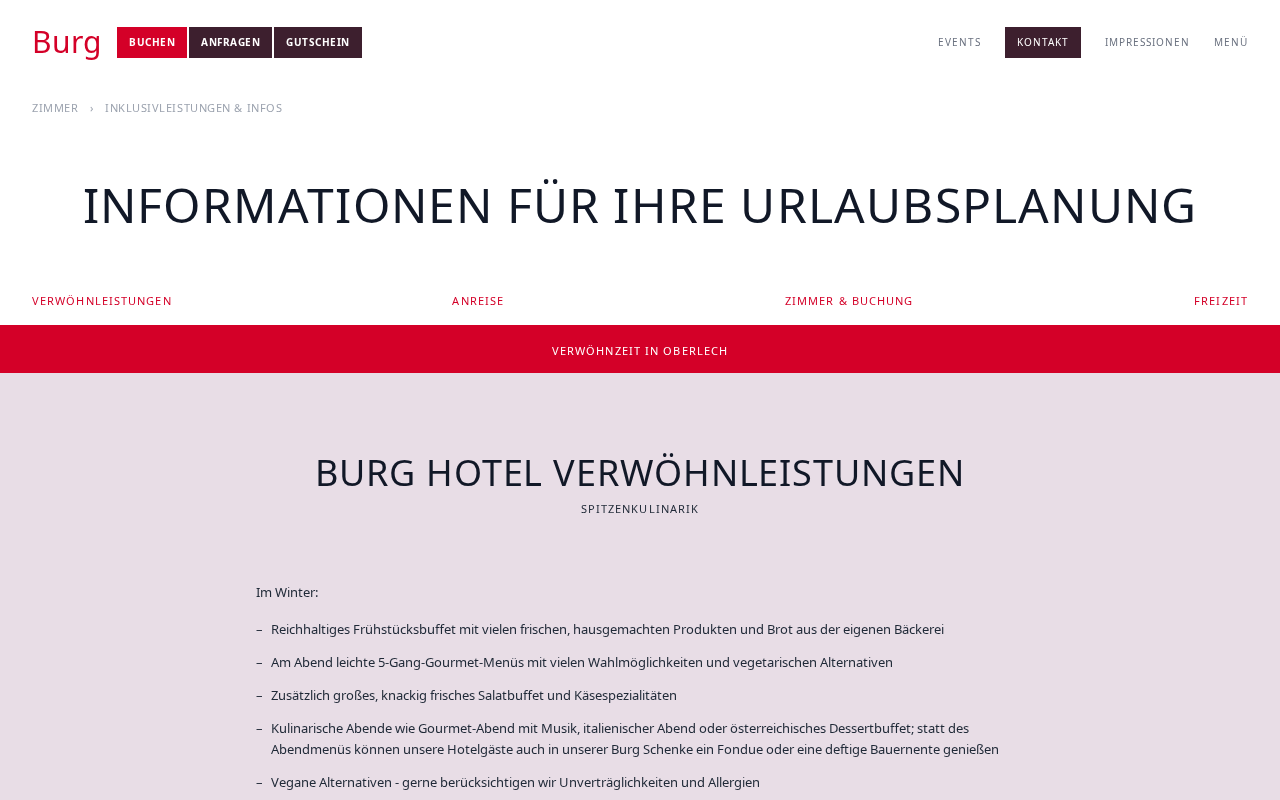 Burg
BUCHEN ANFRAGEN GUTSCHEIN
EVENTS KONTAKT IMPRESSIONEN MENÜ
ZIMMER › INKLUSIVLEISTUNGEN & INFOS
INFORMATIONEN FÜR IHRE URLAUBSPLANUNG
VERWÖHNLEISTUNGEN ANREISE ZIMMER & BUCHUNG FREIZEIT
VERWÖHNZEIT IN OBERLECH
BURG HOTEL VERWÖHNLEISTUNGEN
SPITZENKULINARIK
Im Winter:
– Reichhaltiges Frühstücksbuffet mit vielen frischen, hausgemachten Produkten und Brot aus der eigenen Bäckerei
– Am Abend leichte 5-Gang-Gourmet-Menüs mit vielen Wahlmöglichkeiten und vegetarischen Alternativen
– Zusätzlich großes, knackig frisches Salatbuffet und Käsespezialitäten
– Kulinarische Abende wie Gourmet-Abend mit Musik, italienischer Abend oder österreichisches Dessertbuffet; statt des
Abendmenüs können unsere Hotelgäste auch in unserer Burg Schenke ein Fondue oder eine deftige Bauernente genießen
– Vegane Alternativen - gerne berücksichtigen wir Unverträglichkeiten und Allergien